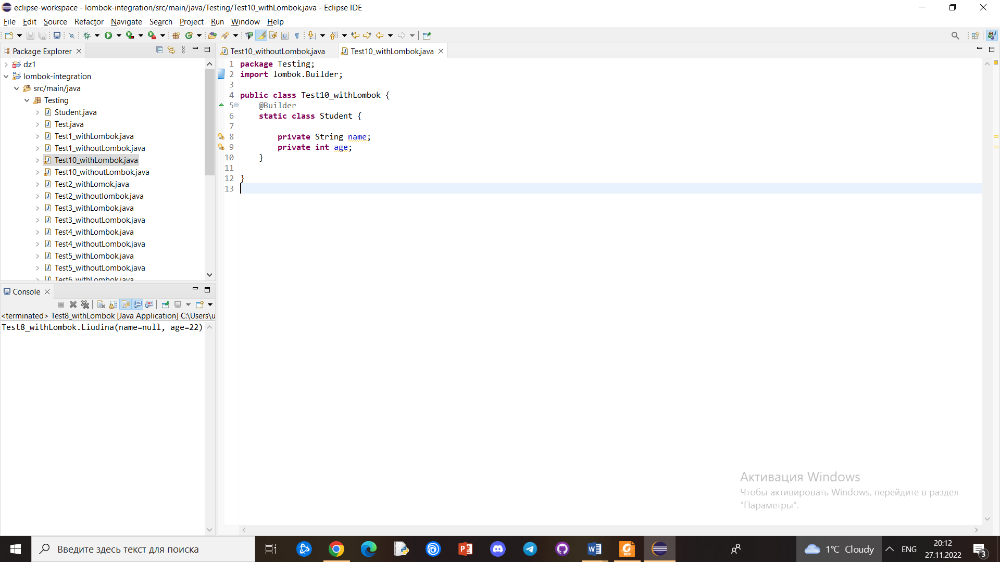 eclipse-workspace - lombok-integration/src/main/java/Testing/Test10_withLombok.java - Eclipse IDE
File Edit Source Refactor Navigate Search Project Run Window Help
Package Explorer
dz1
lombok-integration
src/main/java
Testing
Student.java
Test.java
Test1_withLombok.java
Test1_withoutLombok.java
Test10_withLombok.java
Test10_withoutLombok.java
Test2_withLomok.java
Test2_withoutlombok.java
Test3_withLombok.java
Test3_withoutLombok.java
Test4_withLombok.java
Test4_withoutLombok.java
Test5_withLombok.java
Test5_withoutLombok.java
Test6_withLombok.java
Console
<terminated> Test8_withLombok [Java Application] C:\Users\u
Test8_withLombok.Liudina(name=null, age=22)
Test10_withoutLombok.java Test10_withLombok.java
1 package Testing;
2 import lombok.Builder;
3
4 public class Test10_withLombok {
5 @Builder
6 static class Student {
7
8 private String name;
9 private int age;
10 }
11
12 }
13
Активация Windows
Чтобы активировать Windows, перейдите в раздел
"Параметры".
Введите здесь текст для поиска
1°C Cloudy
ENG
20:12
27.11.2022
3